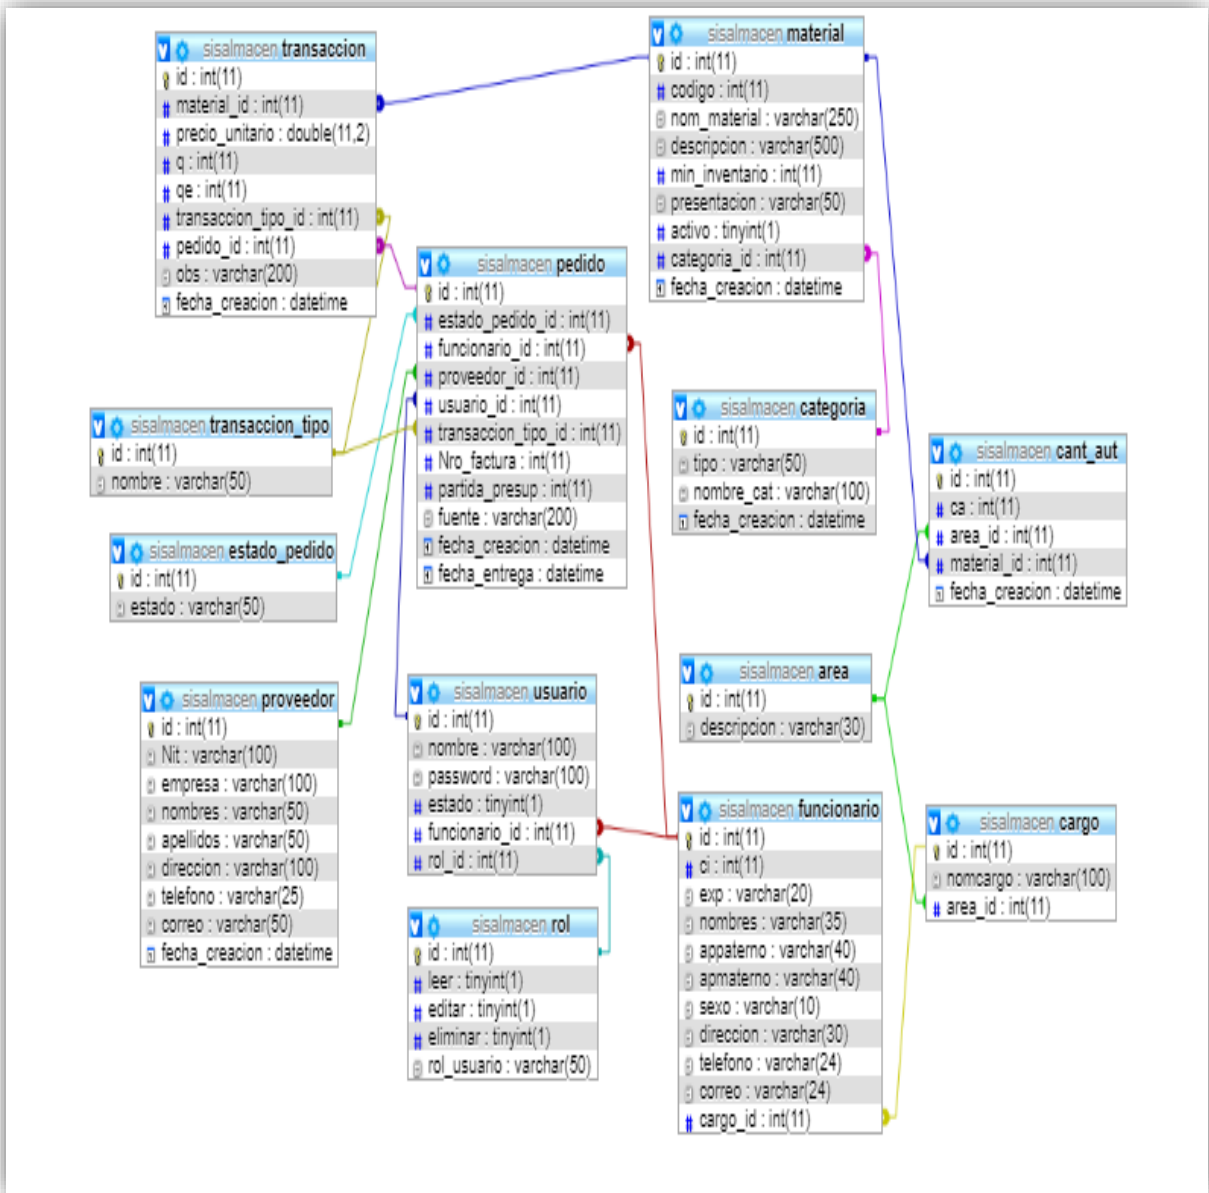 sisalmacen transaccion
id : int(11)
material_id : int(11)
precio_unitario : double(11,2)
q : int(11)
qe : int(11)
transaccion_tipo_id : int(11)
pedido_id : int(11)
obs : varchar(200)
fecha_creacion : datetime
sisalmacen material
id : int(11)
codigo : int(11)
nom_material : varchar(250)
descripcion : varchar(500)
min_inventario : int(11)
presentacion : varchar(50)
activo : tinyint(1)
categoria_id : int(11)
fecha_creacion : datetime
sisalmacen pedido
id : int(11)
estado_pedido_id : int(11)
funcionario_id : int(11)
proveedor_id : int(11)
usuario_id : int(11)
transaccion_tipo_id : int(11)
Nro_factura : int(11)
partida_presup : int(11)
fuente : varchar(200)
fecha_creacion : datetime
fecha_entrega : datetime
sisalmacen transaccion_tipo
id : int(11)
nombre : varchar(50)
sisalmacen categoria
id : int(11)
tipo : varchar(50)
nombre_cat : varchar(100)
fecha_creacion : datetime
sisalmacen cant_aut
id : int(11)
ca : int(11)
area_id : int(11)
material_id : int(11)
fecha_creacion : datetime
sisalmacen estado_pedido
id : int(11)
estado : varchar(50)
sisalmacen proveedor
id : int(11)
Nit : varchar(100)
empresa : varchar(100)
nombres : varchar(50)
apellidos : varchar(50)
direccion : varchar(100)
telefono : varchar(25)
correo : varchar(50)
fecha_creacion : datetime
sisalmacen usuario
id : int(11)
nombre : varchar(100)
password : varchar(100)
estado : tinyint(1)
funcionario_id : int(11)
rol_id : int(11)
sisalmacen area
id : int(11)
descripcion : varchar(30)
sisalmacen rol
id : int(11)
leer : tinyint(1)
editar : tinyint(1)
eliminar : tinyint(1)
rol_usuario : varchar(50)
sisalmacen funcionario
id : int(11)
ci : int(11)
exp : varchar(20)
nombres : varchar(35)
appaterno : varchar(40)
apmaterno : varchar(40)
sexo : varchar(10)
direccion : varchar(30)
telefono : varchar(24)
correo : varchar(24)
cargo_id : int(11)
sisalmacen cargo
id : int(11)
nomcargo : varchar(100)
area_id : int(11)